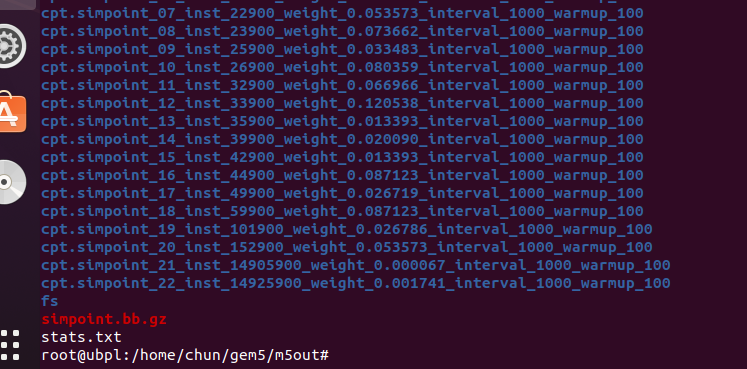 cpt.simpoint_07_inst_22900_weight_0.053573_interval_1000_warmup_100
cpt.simpoint_08_inst_23900_weight_0.073662_interval_1000_warmup_100
cpt.simpoint_09_inst_25900_weight_0.033483_interval_1000_warmup_100
cpt.simpoint_10_inst_26900_weight_0.080359_interval_1000_warmup_100
cpt.simpoint_11_inst_32900_weight_0.066966_interval_1000_warmup_100
cpt.simpoint_12_inst_33900_weight_0.120538_interval_1000_warmup_100
cpt.simpoint_13_inst_35900_weight_0.013393_interval_1000_warmup_100
cpt.simpoint_14_inst_39900_weight_0.020090_interval_1000_warmup_100
cpt.simpoint_15_inst_42900_weight_0.013393_interval_1000_warmup_100
cpt.simpoint_16_inst_44900_weight_0.087123_interval_1000_warmup_100
cpt.simpoint_17_inst_49900_weight_0.026719_interval_1000_warmup_100
cpt.simpoint_18_inst_59900_weight_0.087123_interval_1000_warmup_100
cpt.simpoint_19_inst_101900_weight_0.026786_interval_1000_warmup_100
cpt.simpoint_20_inst_152900_weight_0.053573_interval_1000_warmup_100
cpt.simpoint_21_inst_14905900_weight_0.000067_interval_1000_warmup_100
cpt.simpoint_22_inst_14925900_weight_0.001741_interval_1000_warmup_100
fs
simpoint.bb.gz
stats.txt
root@ubpl:/home/chun/gem5/m5out#